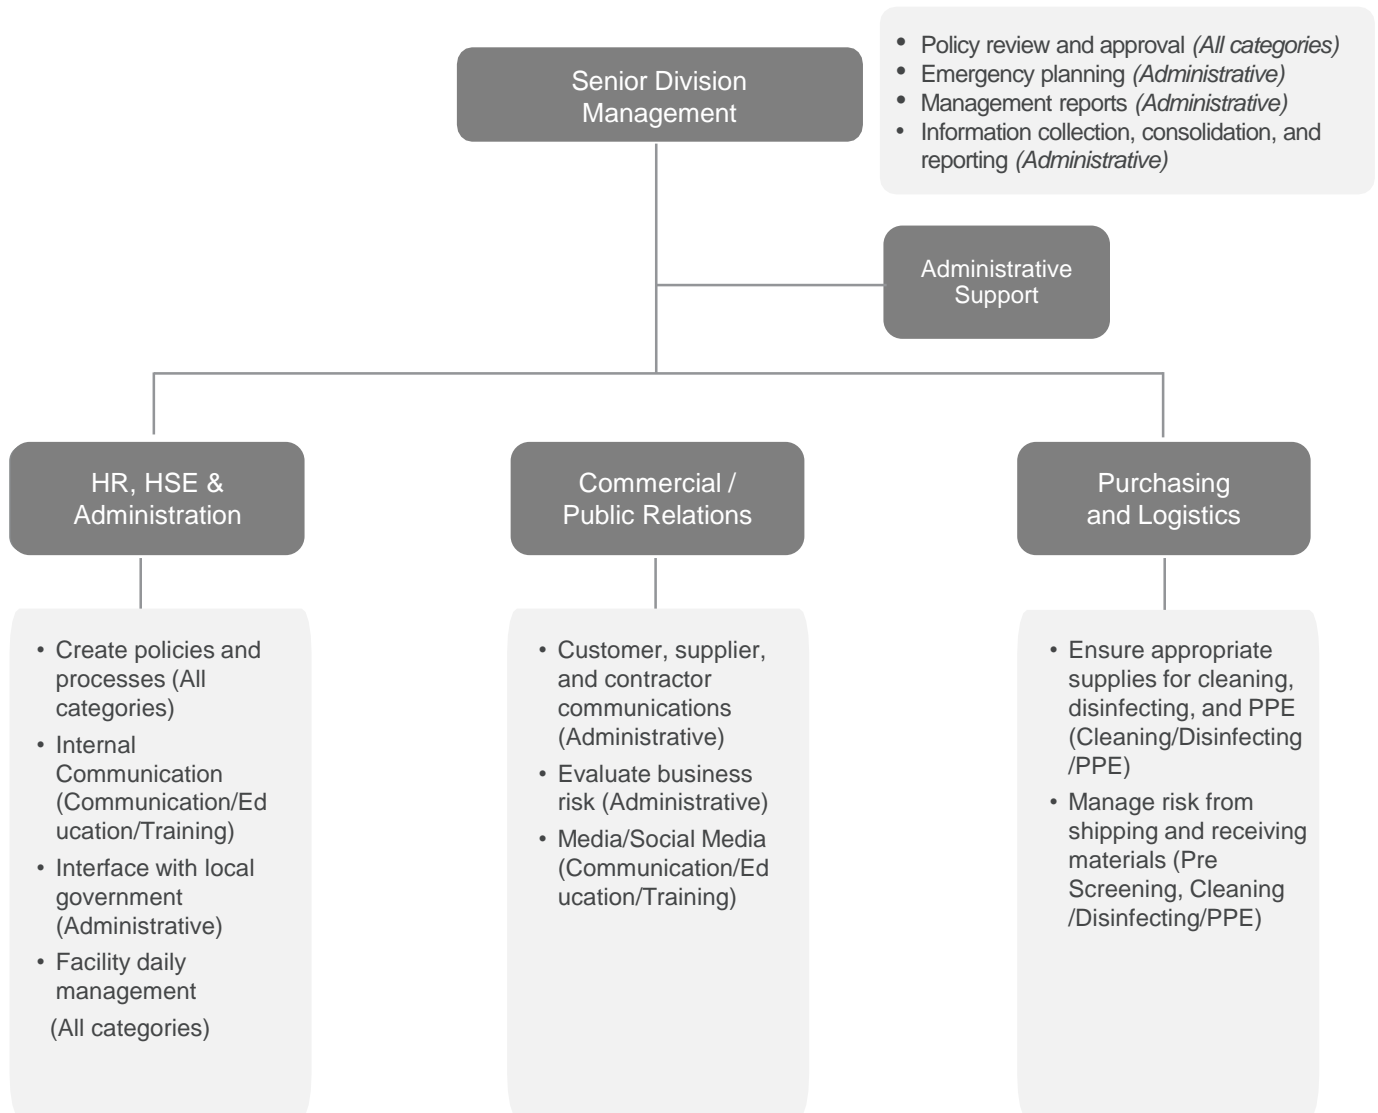 Senior Division
Management
• Policy review and approval (All categories)
• Emergency planning (Administrative)
• Management reports (Administrative)
• Information collection, consolidation, and
reporting (Administrative)
Administrative
Support
HR, HSE &
Administration
• Create policies and
processes (All
categories)
• Internal
Communication
(Communication/Ed
ucation/Training)
• Interface with local
government
(Administrative)
• Facility daily
management
(All categories)
Commercial /
Public Relations
• Customer, supplier,
and contractor
communications
(Administrative)
• Evaluate business
risk (Administrative)
• Media/Social Media
(Communication/Ed
ucation/Training)
Purchasing
and Logistics
• Ensure appropriate
supplies for cleaning,
disinfecting, and PPE
(Cleaning/Disinfecting
/PPE)
• Manage risk from
shipping and receiving
materials (Pre
Screening, Cleaning
/Disinfecting/PPE)